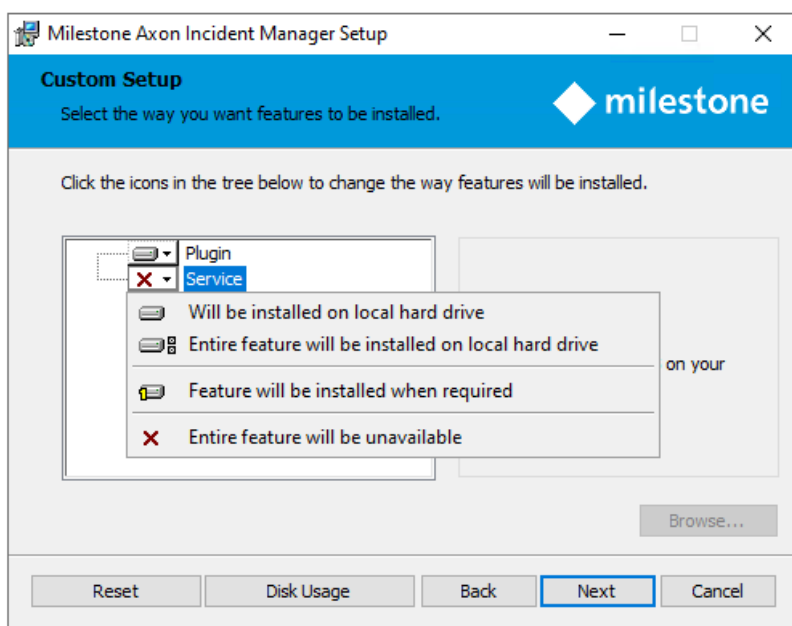 Milestone Axon Incident Manager Setup
Custom Setup
Select the way you want features to be installed.
milestone
Click the icons in the tree below to change the way features will be installed.
Plugin
Service
Will be installed on local hard drive
Entire feature will be installed on local hard drive
on your
Feature will be installed when required
Entire feature will be unavailable
Browse...
Reset
Disk Usage
Back
Next
Cancel